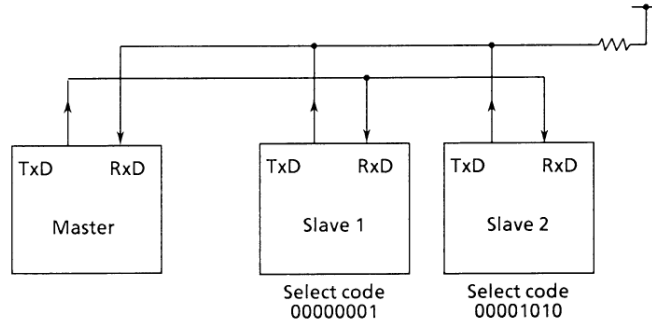 TxD RxD TxD RxD TxD RxD
Master Slave 1 Slave 2
Select code Select code
00000001 00001010